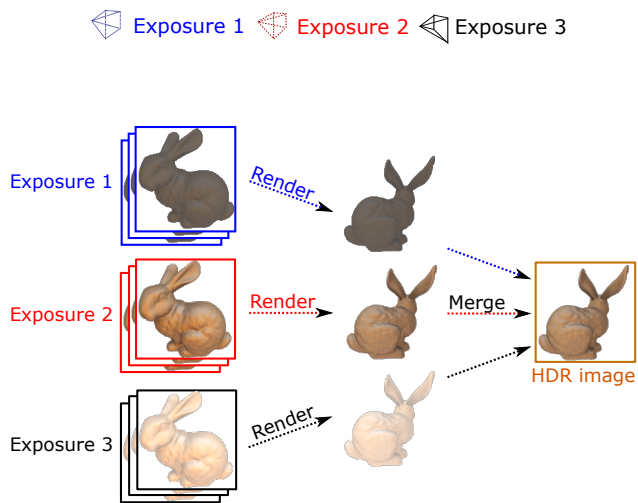 Exposure 1 Exposure 2 Exposure 3
Exposure 1
Render
Exposure 2
Render
Merge
HDR image
Exposure 3
Render